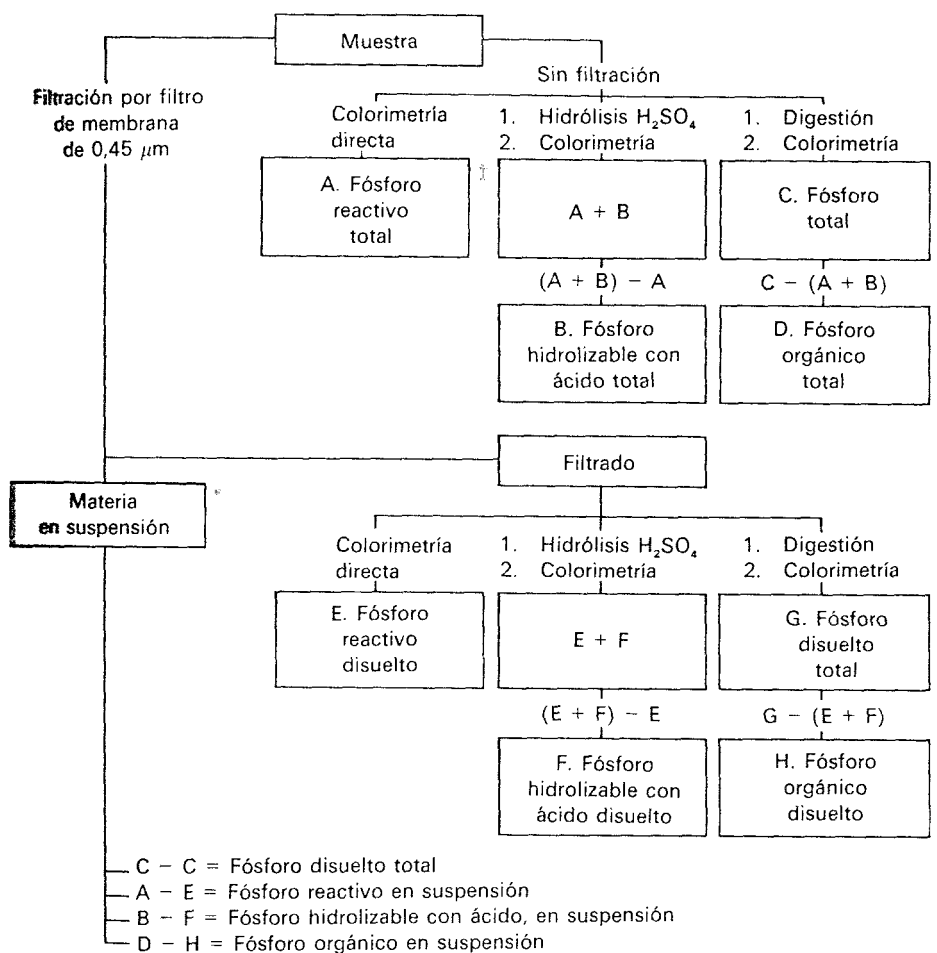 Muestra
Sin filtración
Filtración por filtro
de membrana
de 0,45 μm
Colorimetría
directa
1. Hidrólisis H₂SO₄
2. Colorimetría
1. Digestión
2. Colorimetría
A. Fósforo
reactivo
total
A + B
C. Fósforo
total
(A + B) − A
C − (A + B)
B. Fósforo
hidrolizable con
ácido total
D. Fósforo
orgánico
total
Filtrado
Materia
en suspensión
Colorimetría
directa
1. Hidrólisis H₂SO₄
2. Colorimetría
1. Digestión
2. Colorimetría
E. Fósforo
reactivo
disuelto
E + F
G. Fósforo
disuelto
total
(E + F) − E
G − (E + F)
F. Fósforo
hidrolizable con
ácido disuelto
H. Fósforo
orgánico
disuelto
C − C = Fósforo disuelto total
A − E = Fósforo reactivo en suspensión
B − F = Fósforo hidrolizable con ácido, en suspensión
D − H = Fósforo orgánico en suspensión